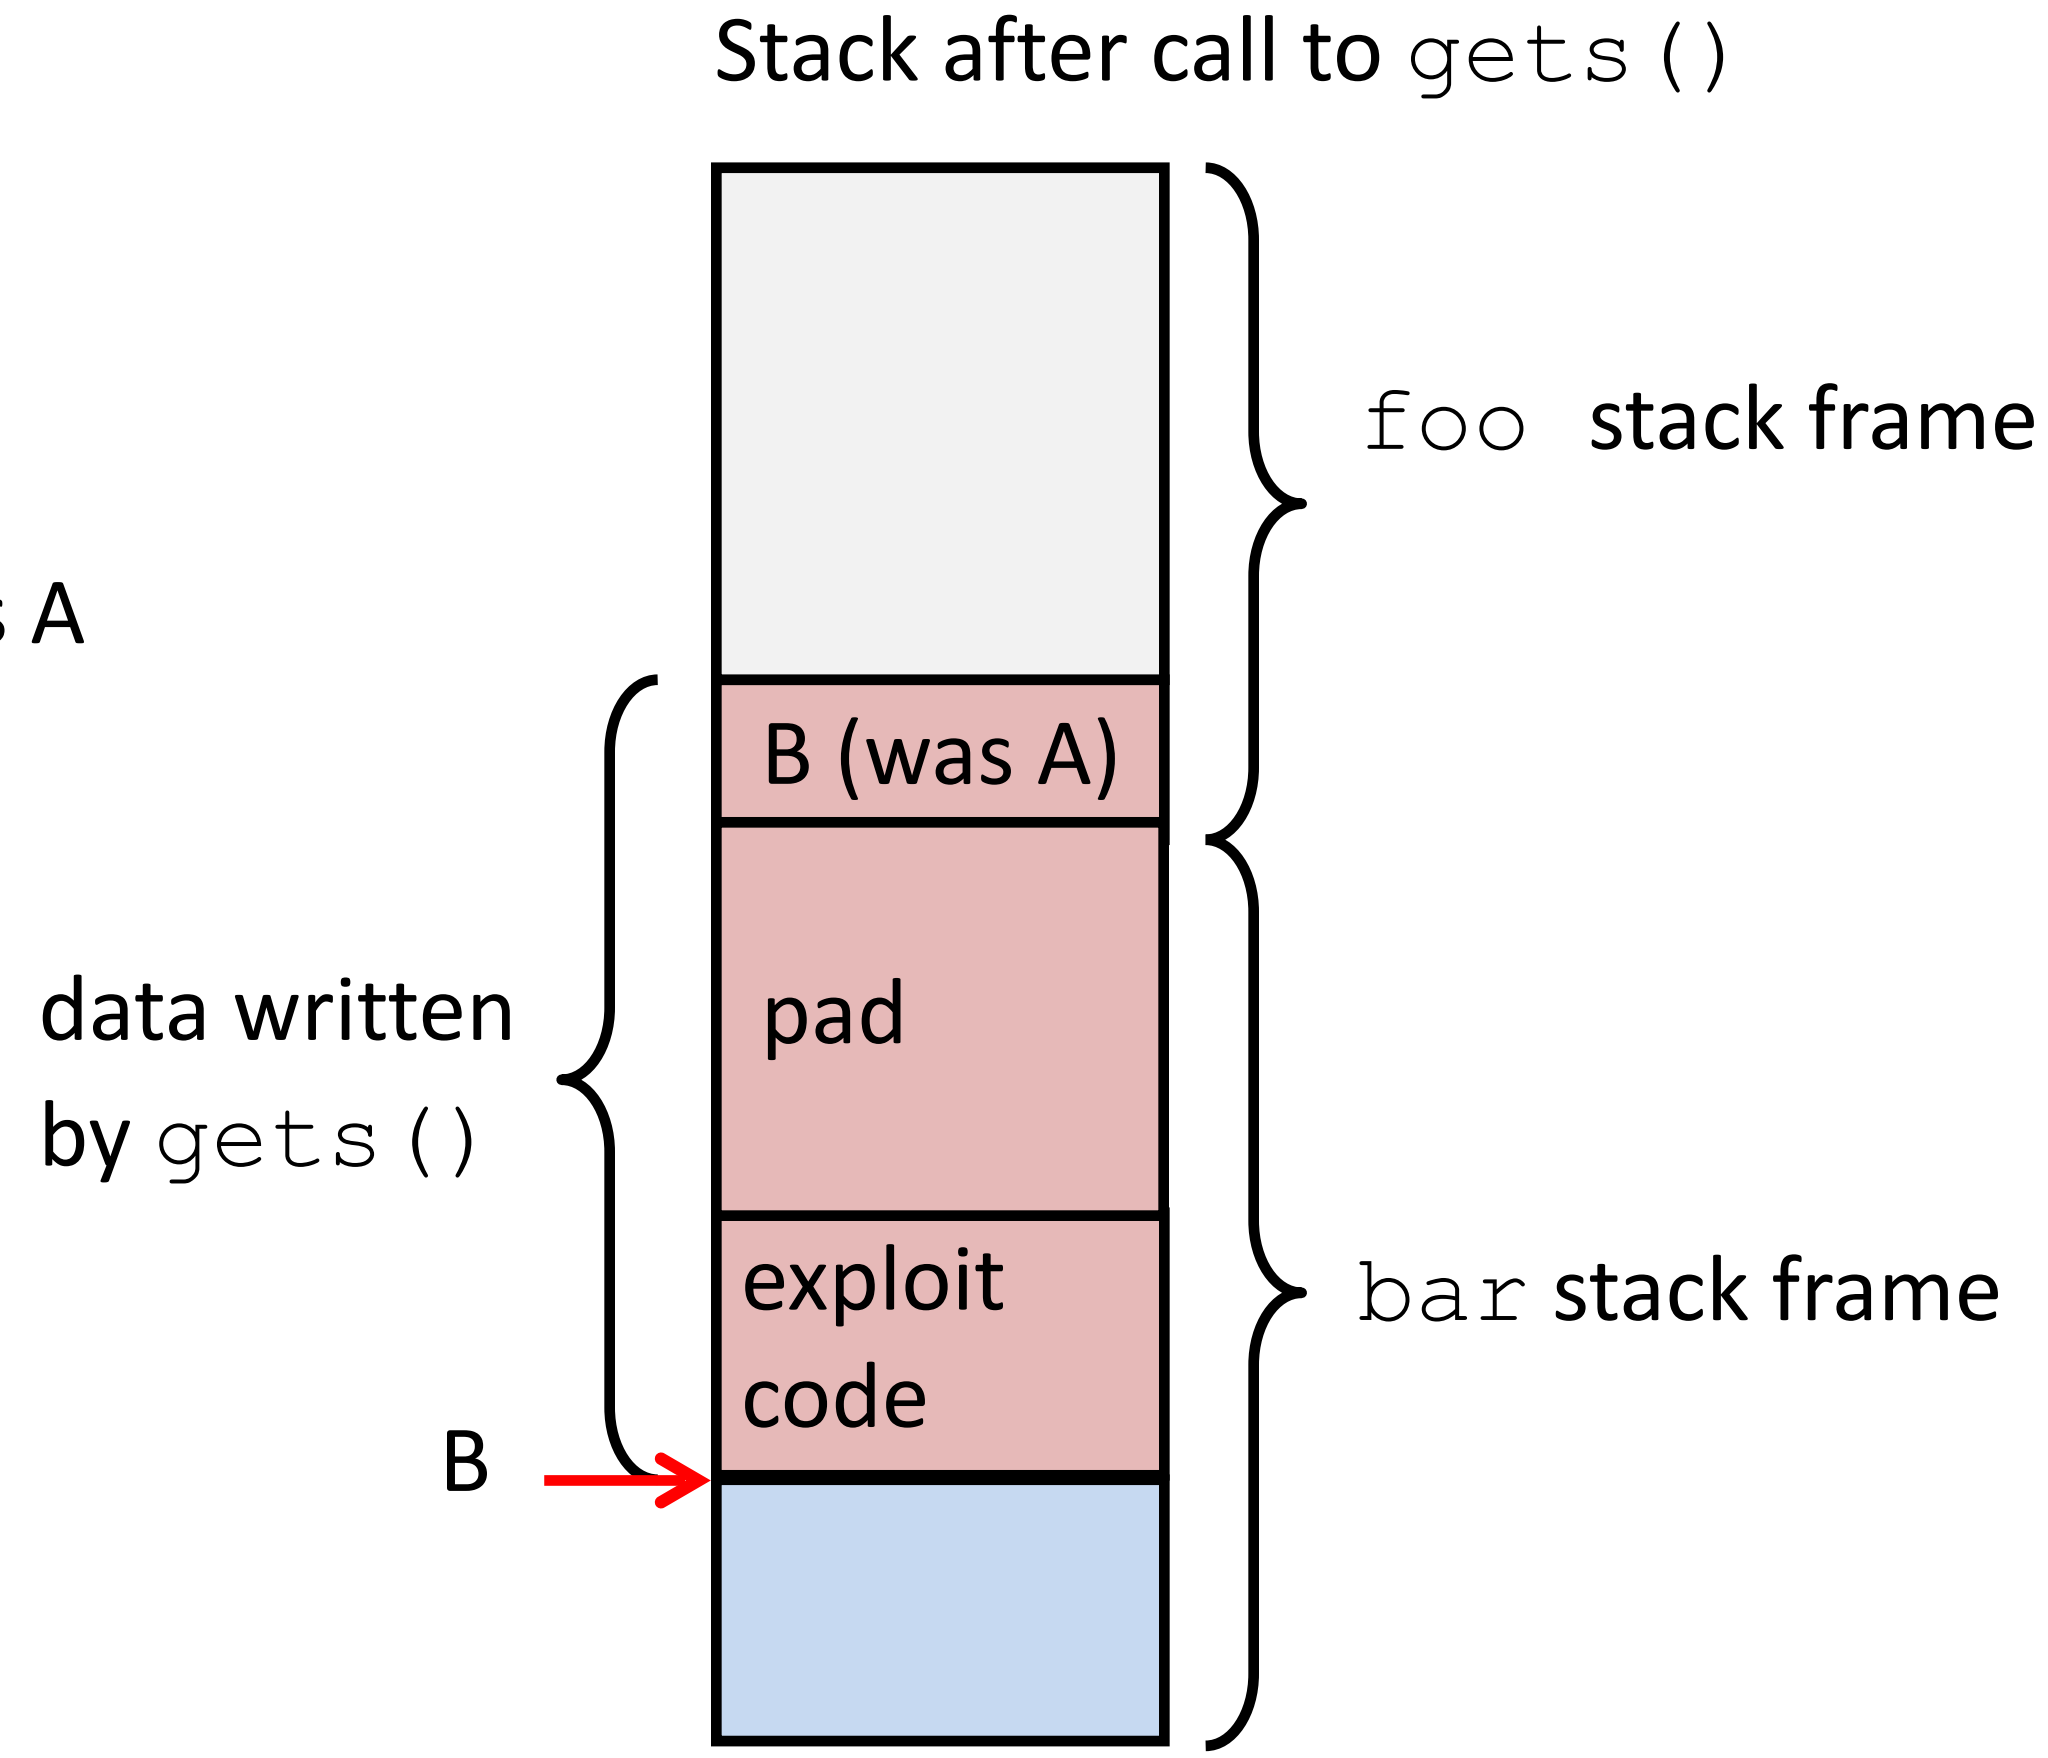 Stack after call to gets()
foo stack frame
A
B (was A)
data written
by gets()
pad
exploit
code
bar stack frame
B